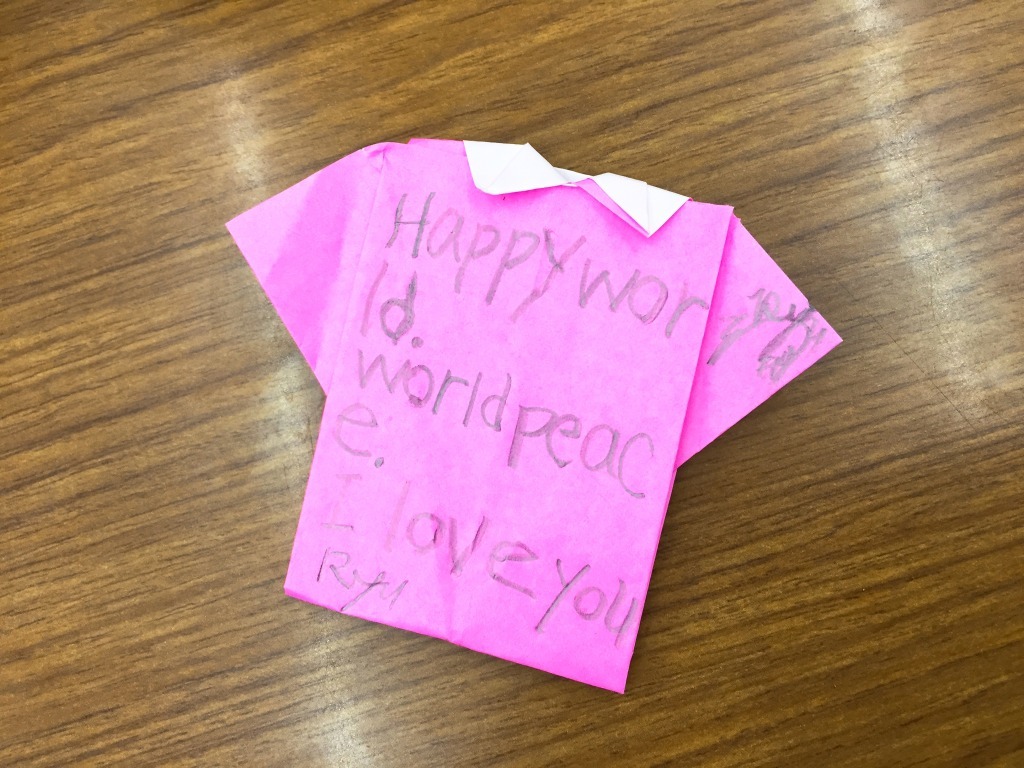 Happy wor
ld.
world peac
e.
I love you
Ryu